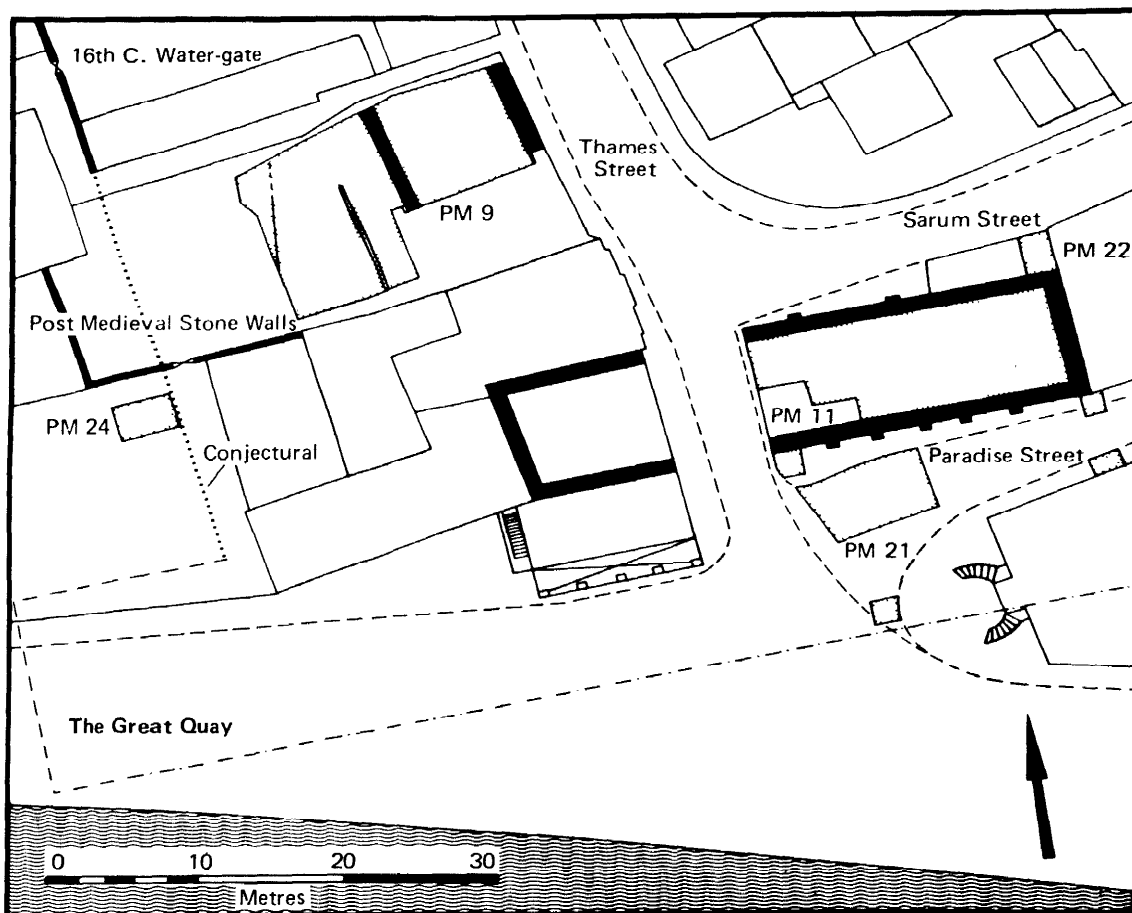 16th C. Water-gate
Thames
Street
PM 9
Sarum Street
PM 22
Post Medieval Stone Walls
PM 24
Conjectural
PM 11
Paradise Street
PM 21
The Great Quay
0 10 20 30
Metres